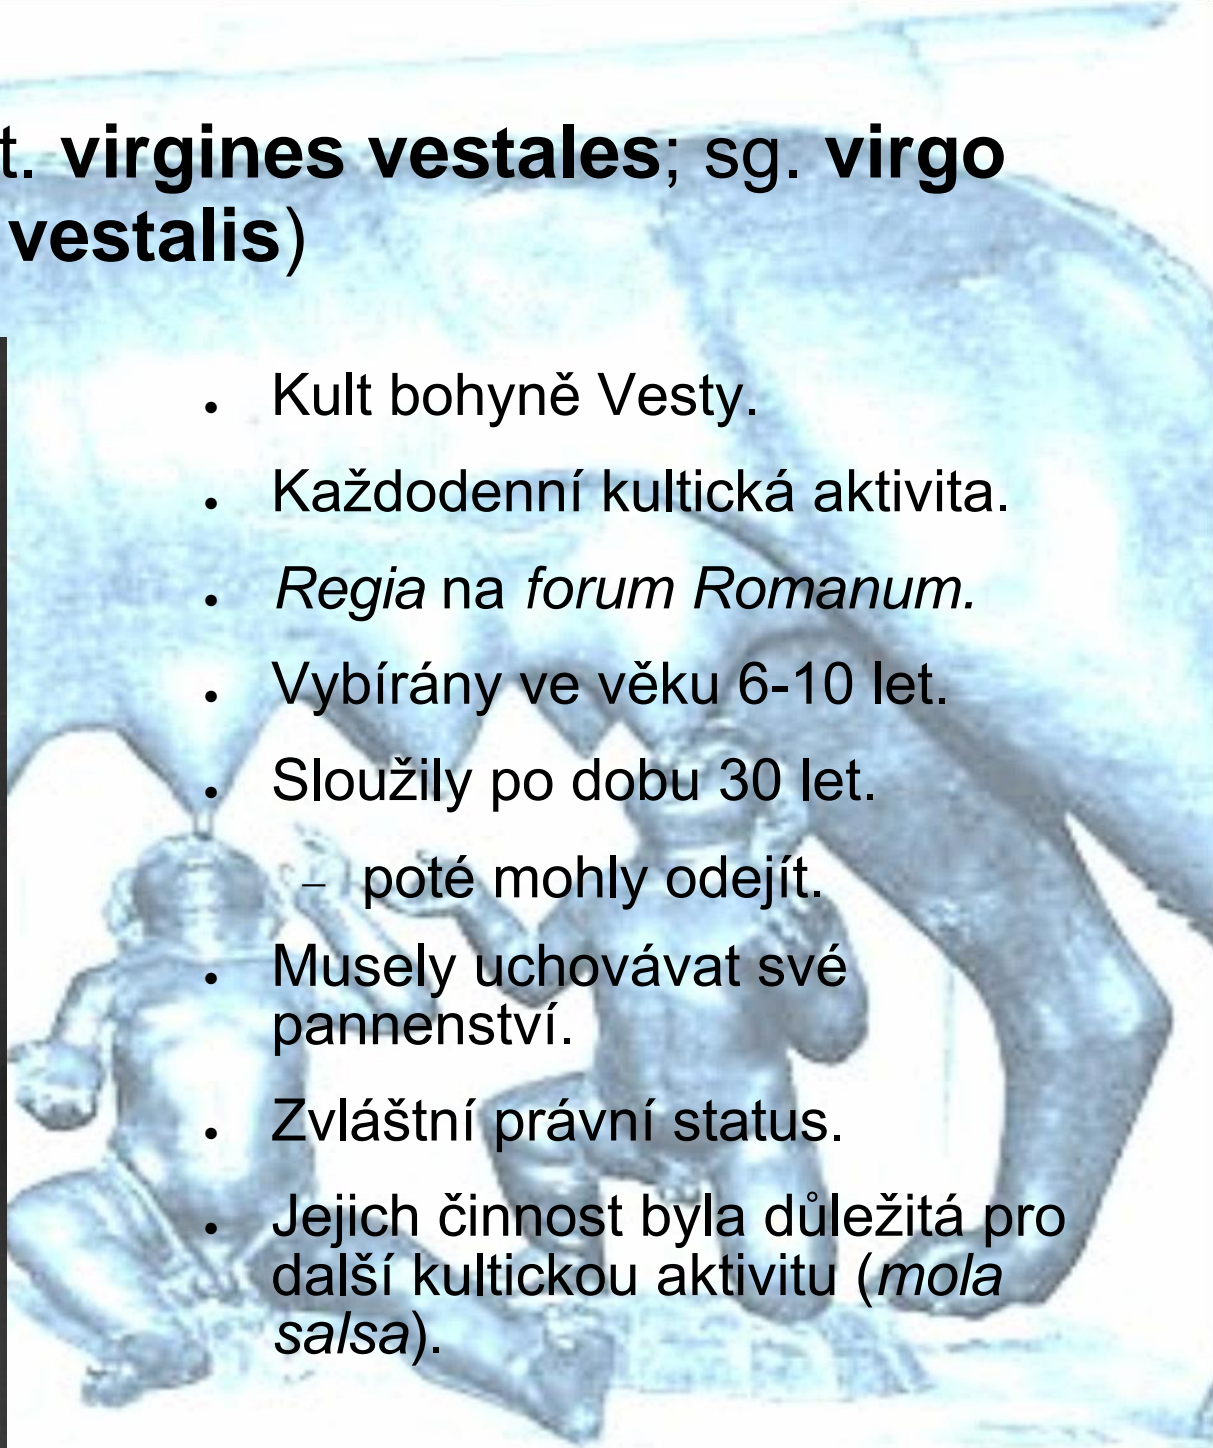 t. virgines vestales; sg. virgo
vestalis)
● Kult bohyně Vesty.
● Každodenní kultická aktivita.
● Regia na forum Romanum.
● Vybírány ve věku 6-10 let.
● Sloužily po dobu 30 let.
– poté mohly odejít.
● Musely uchovávat své
pannenství.
● Zvláštní právní status.
● Jejich činnost byla důležitá pro
další kultickou aktivitu (mola
salsa).